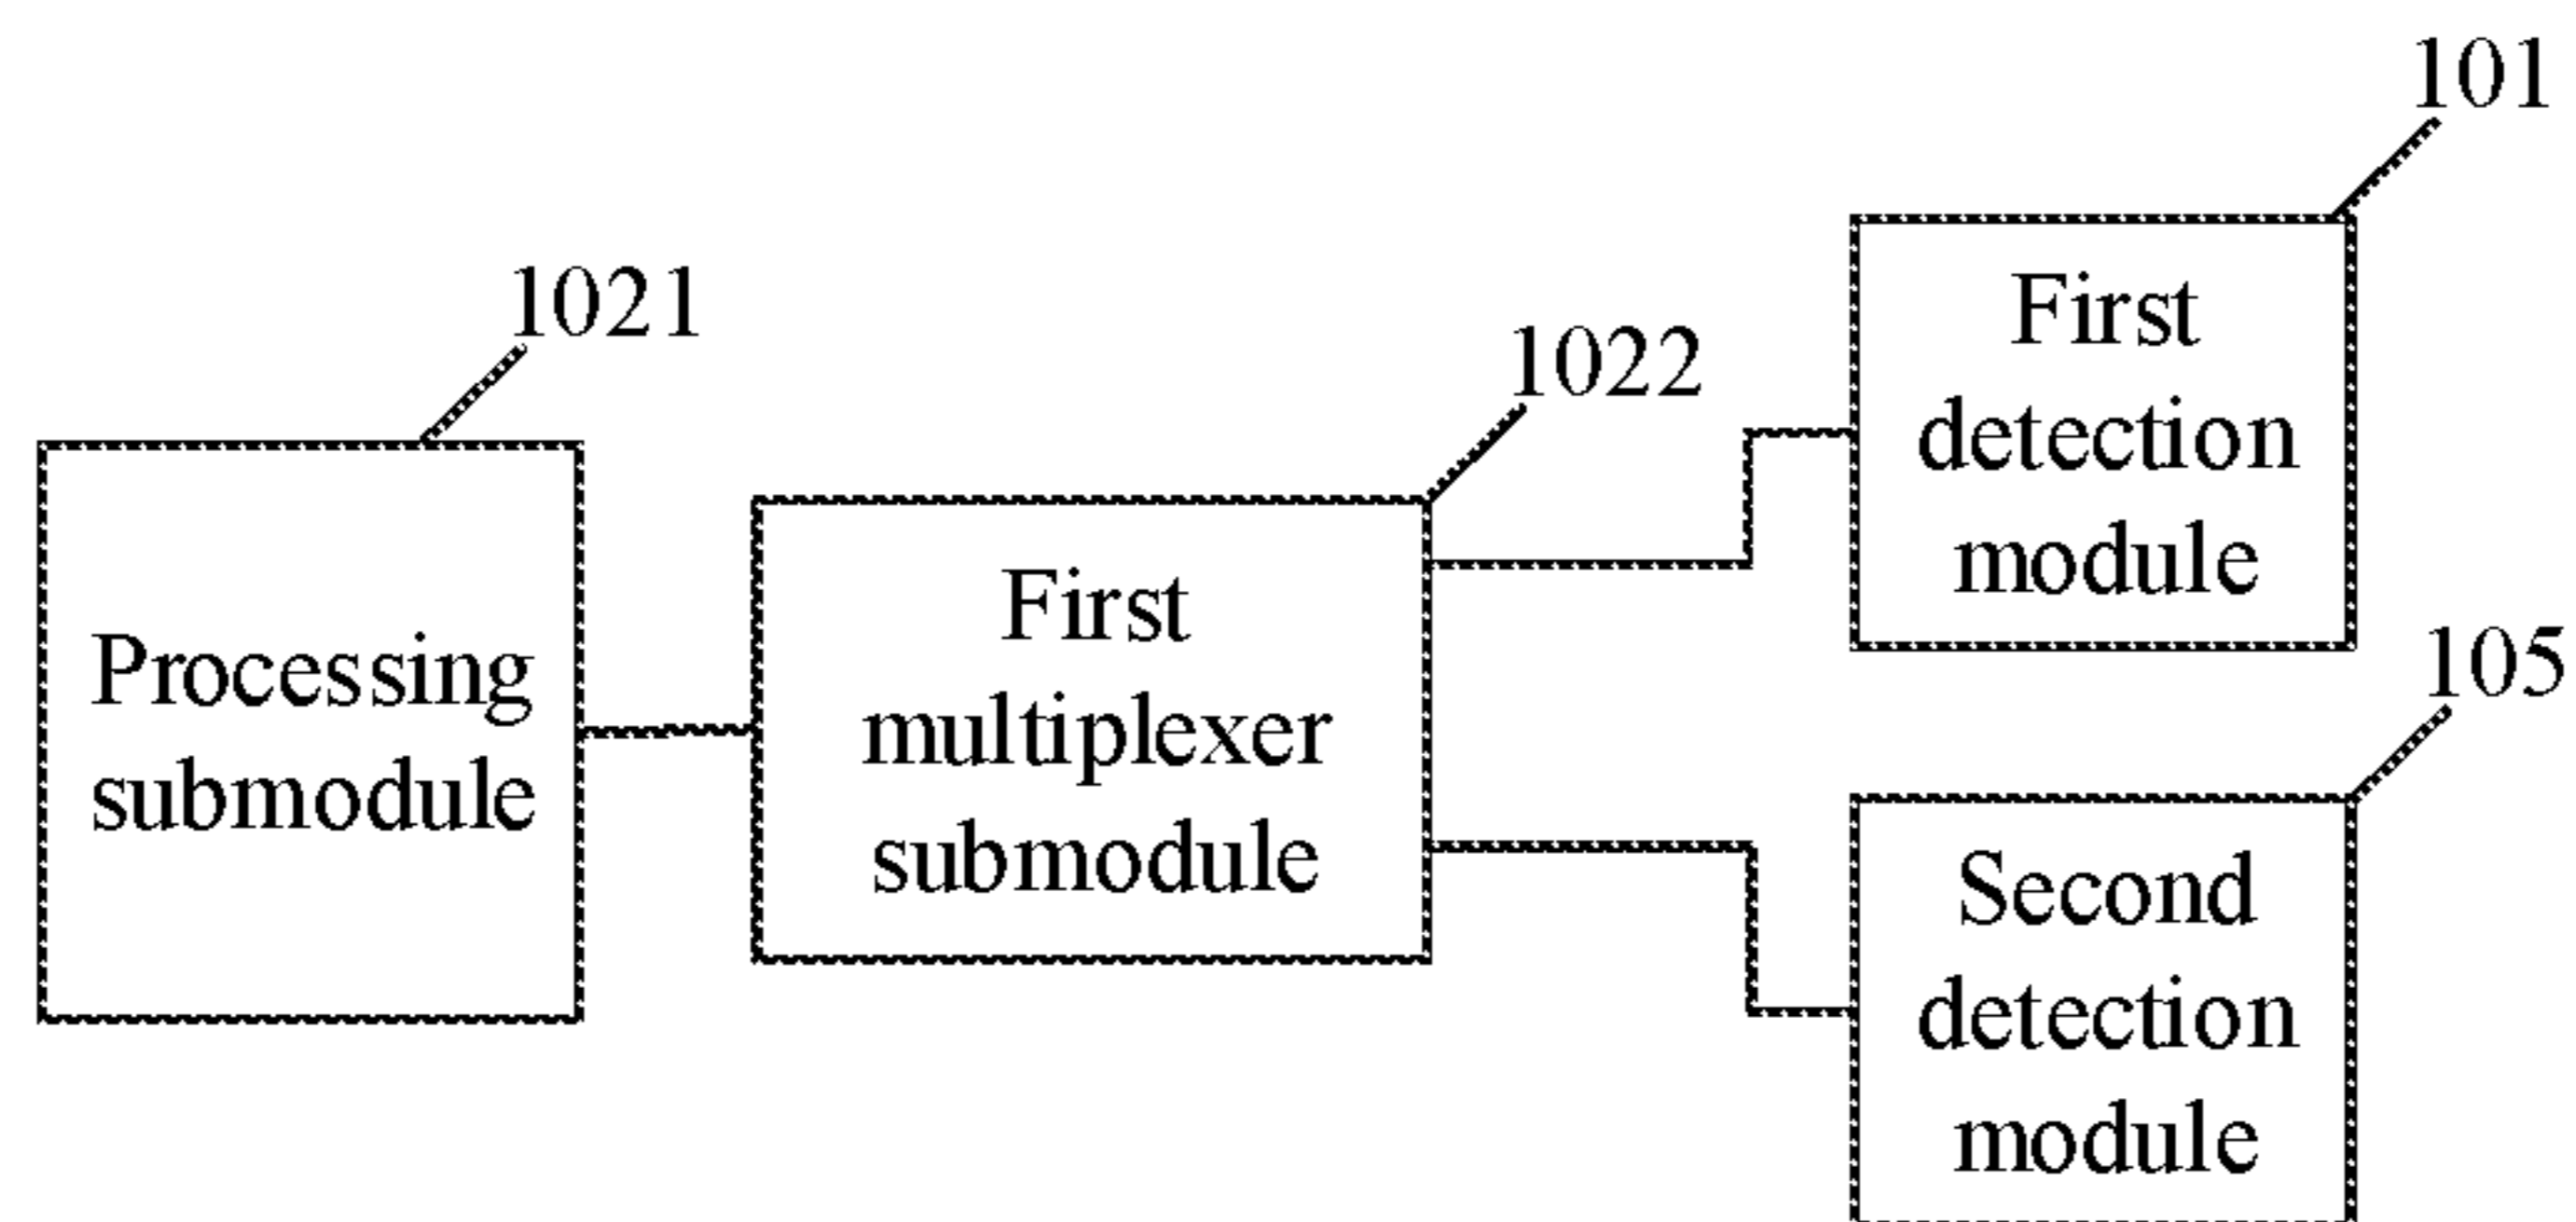 101
1021
1022
First
detection
module
First
multiplexer
submodule
Processing
submodule
105
Second
detection
module